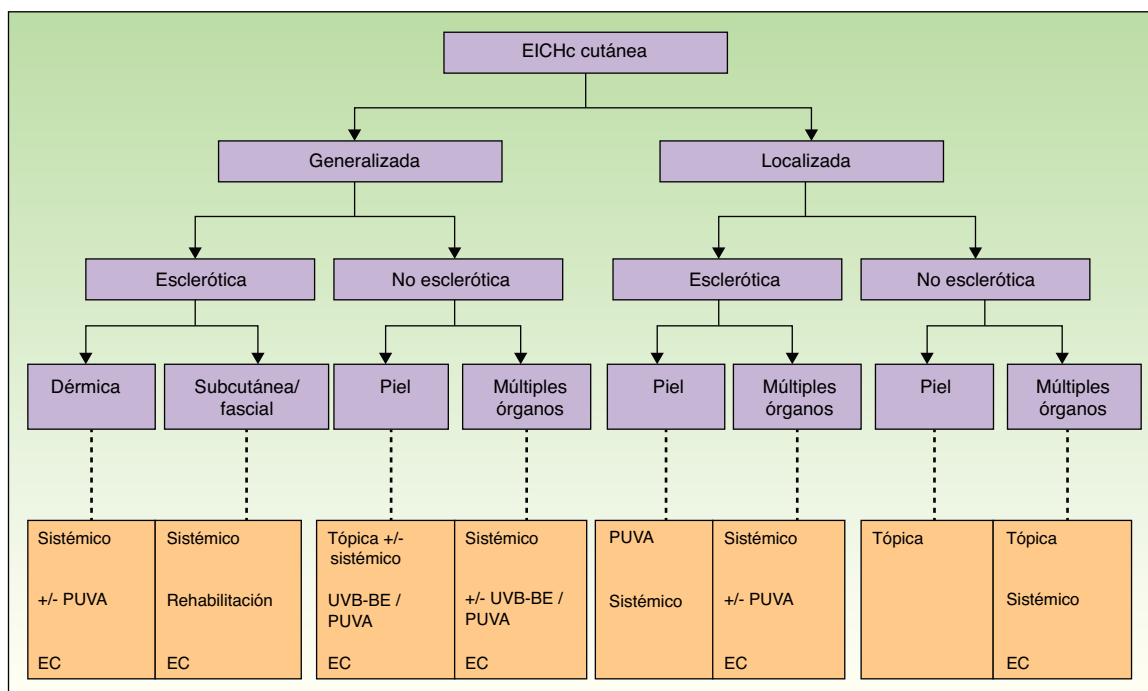 EICHc cutánea
Generalizada
Localizada
Esclerótica
No esclerótica
Esclerótica
No esclerótica
Dérmica
Subcutánea/
fascial
Piel
Múltiples
órganos
Piel
Múltiples
órganos
Piel
Múltiples
órganos
Sistémico
+/- PUVA
EC
Sistémico
Rehabilitación
EC
Tópica +/-
sistémico
UVB-BE /
PUVA
EC
Sistémico
+/- UVB-BE /
PUVA
EC
PUVA
Sistémico
Sistémico
+/- PUVA
EC
Tópica
Tópica
Sistémico
EC